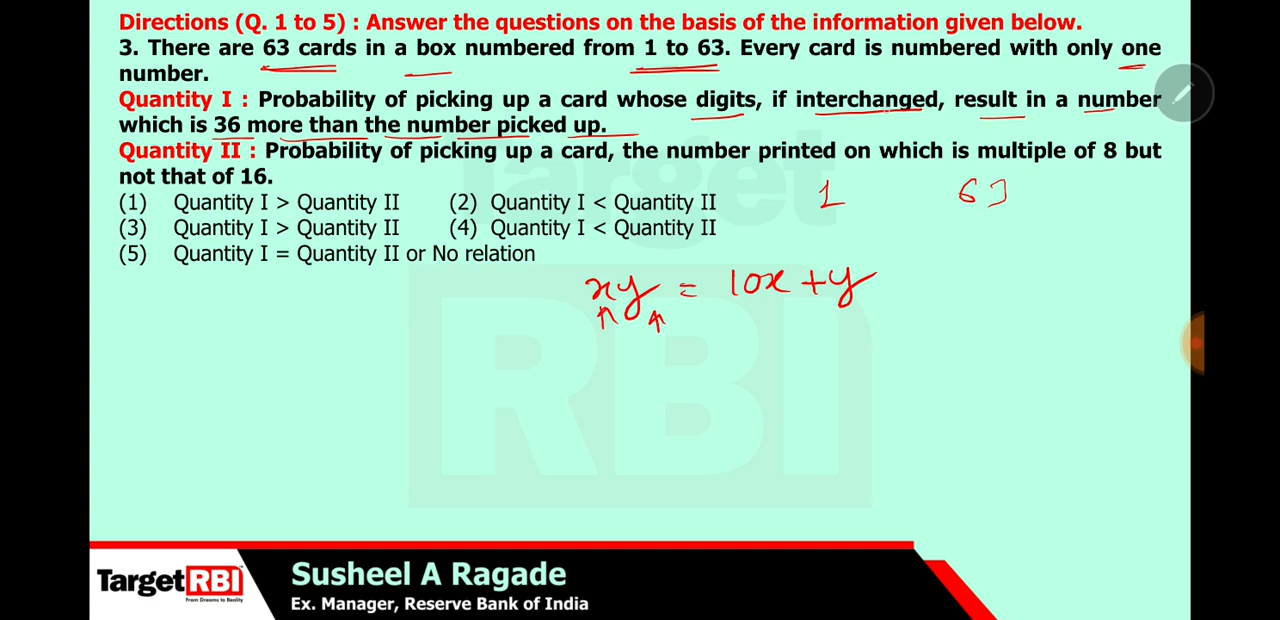 Directions (Q. 1 to 5) : Answer the questions on the basis of the information given below.
3. There are 63 cards in a box numbered from 1 to 63. Every card is numbered with only one
number.
Quantity I : Probability of picking up a card whose digits, if interchanged, result in a number
which is 36 more than the number picked up.
Quantity II : Probability of picking up a card, the number printed on which is multiple of 8 but
not that of 16.
(1) Quantity I > Quantity II (2) Quantity I < Quantity II
1 63
(3) Quantity I > Quantity II (4) Quantity I < Quantity II
(5) Quantity I = Quantity II or No relation
xy = 10x + y
Target
RBI
Target RBI
From Dreams to Reality
Susheel A Ragade
Ex. Manager, Reserve Bank of India